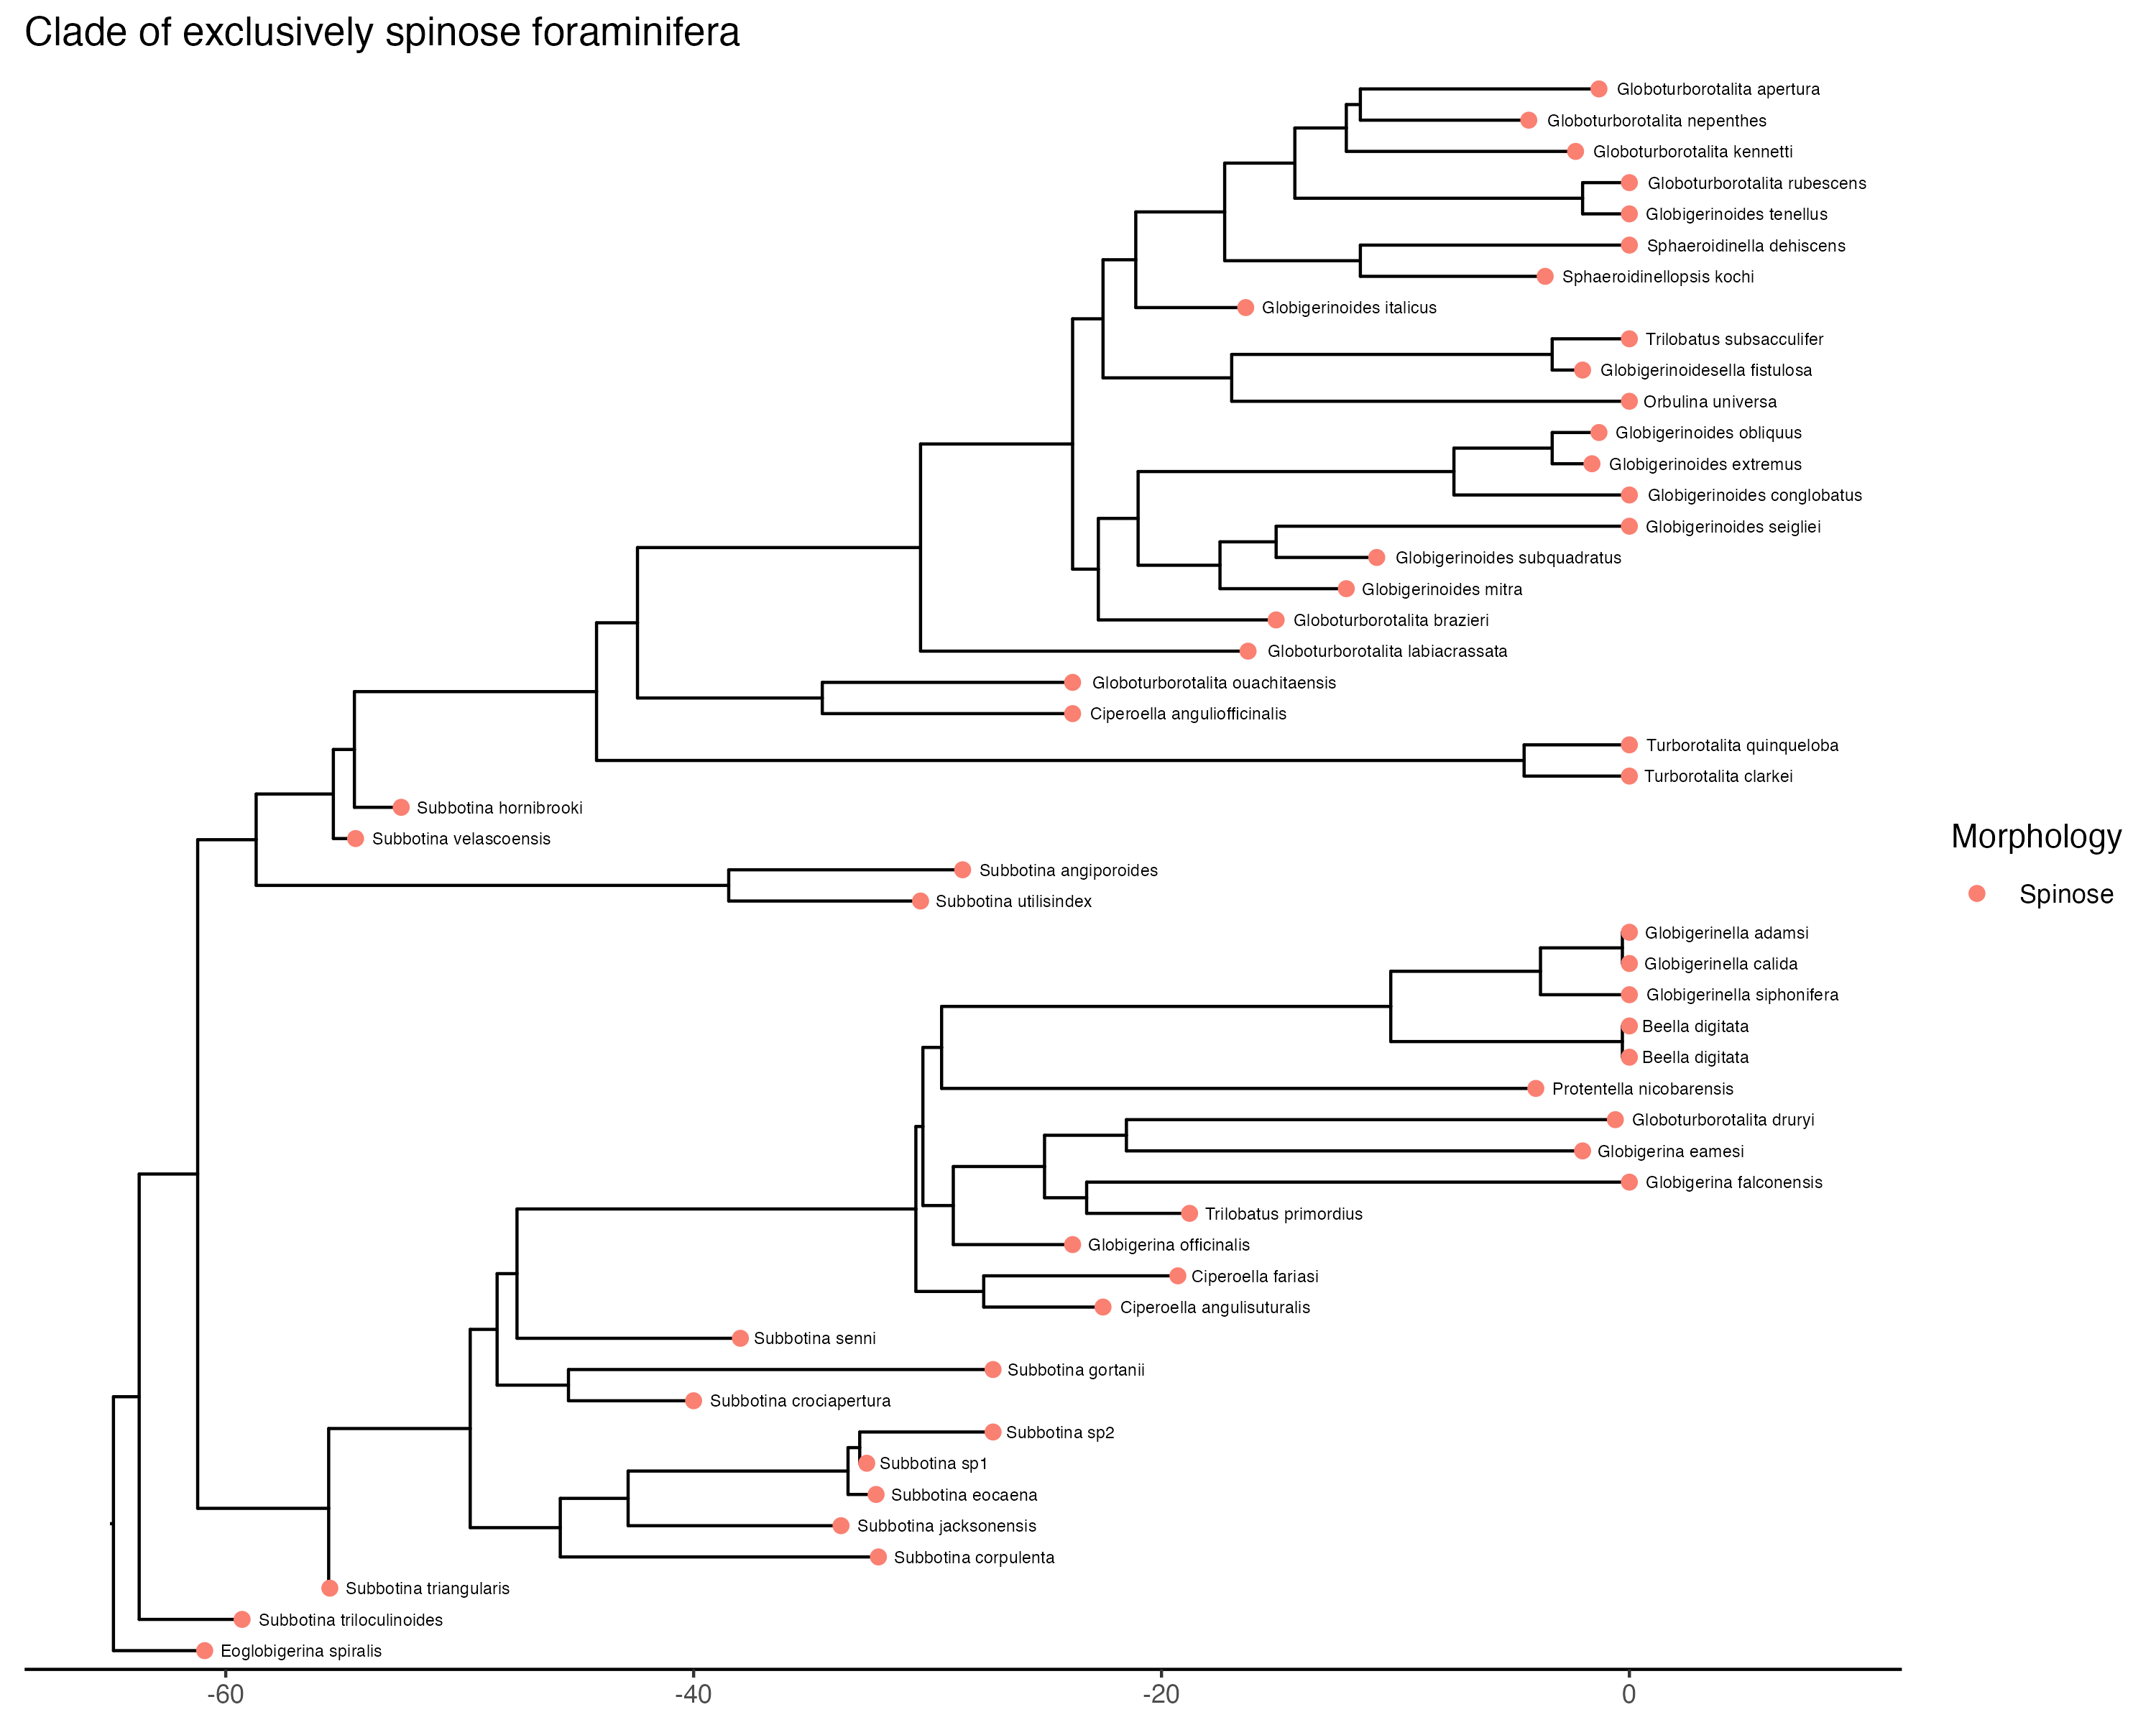 Clade of exclusively spinose foraminifera
Globoturborotalita apertura
Globoturborotalita nepenthes
Globoturborotalita kennetti
Globoturborotalita rubescens
Globigerinoides tenellus
Sphaeroidinella dehiscens
Sphaeroidinellopsis kochi
Globigerinoides italicus
Trilobatus subsacculifer
Globigerinoidesella fistulosa
Orbulina universa
Globigerinoides obliquus
Globigerinoides extremus
Globigerinoides conglobatus
Globigerinoides seigliei
Globigerinoides subquadratus
Globigerinoides mitra
Globoturborotalita brazieri
Globoturborotalita labiacrassata
Globoturborotalita ouachitaensis
Ciperoella anguliofficinalis
Turborotalita quinqueloba
Turborotalita clarkei
Subbotina hornibrooki
Subbotina velascoensis
Subbotina angiporoides
Subbotina utilisindex
Globigerinella adamsi
Globigerinella calida
Globigerinella siphonifera
Beella digitata
Beella digitata
Protentella nicobarensis
Globoturborotalita druryi
Globigerina eamesi
Globigerina falconensis
Trilobatus primordius
Globigerina officinalis
Ciperoella fariasi
Ciperoella angulisuturalis
Subbotina senni
Subbotina gortanii
Subbotina crociapertura
Subbotina sp2
Subbotina sp1
Subbotina eocaena
Subbotina jacksonensis
Subbotina corpulenta
Subbotina triangularis
Subbotina triloculinoides
Eoglobigerina spiralis
-60 -40 -20 0
Morphology
Spinose